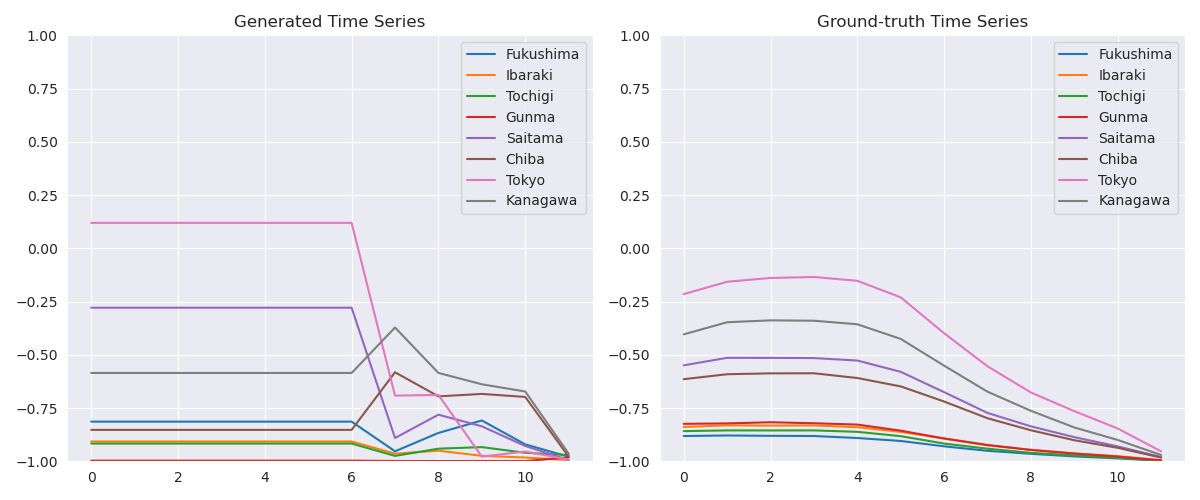 Generated Time Series
1.00
0.75
0.50
0.25
0.00
−0.25
−0.50
−0.75
−1.00
0 2 4 6 8 10
Fukushima
Ibaraki
Tochigi
Gunma
Saitama
Chiba
Tokyo
Kanagawa
Ground-truth Time Series
1.00
0.75
0.50
0.25
0.00
−0.25
−0.50
−0.75
−1.00
0 2 4 6 8 10
Fukushima
Ibaraki
Tochigi
Gunma
Saitama
Chiba
Tokyo
Kanagawa